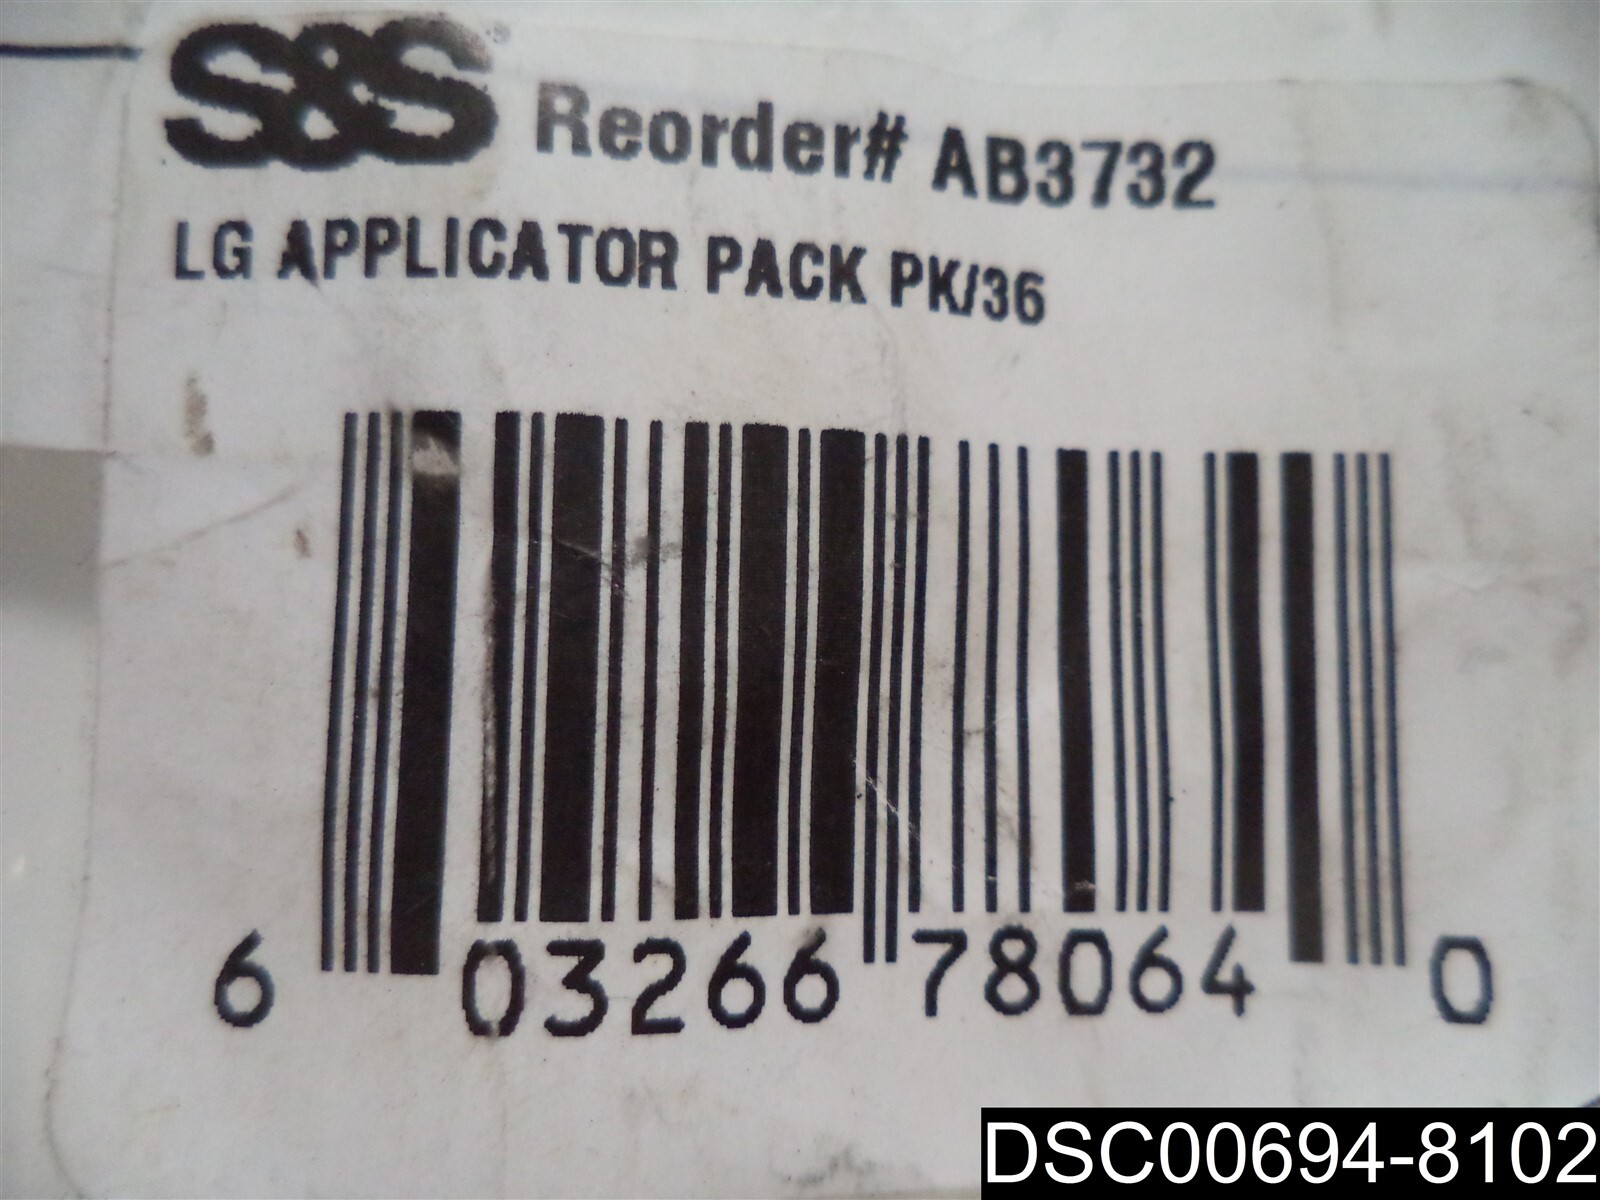 S&S Reorder# AB3732
LG APPLICATOR PACK PK/36
6 03266 78064 0
DSC00694-8102